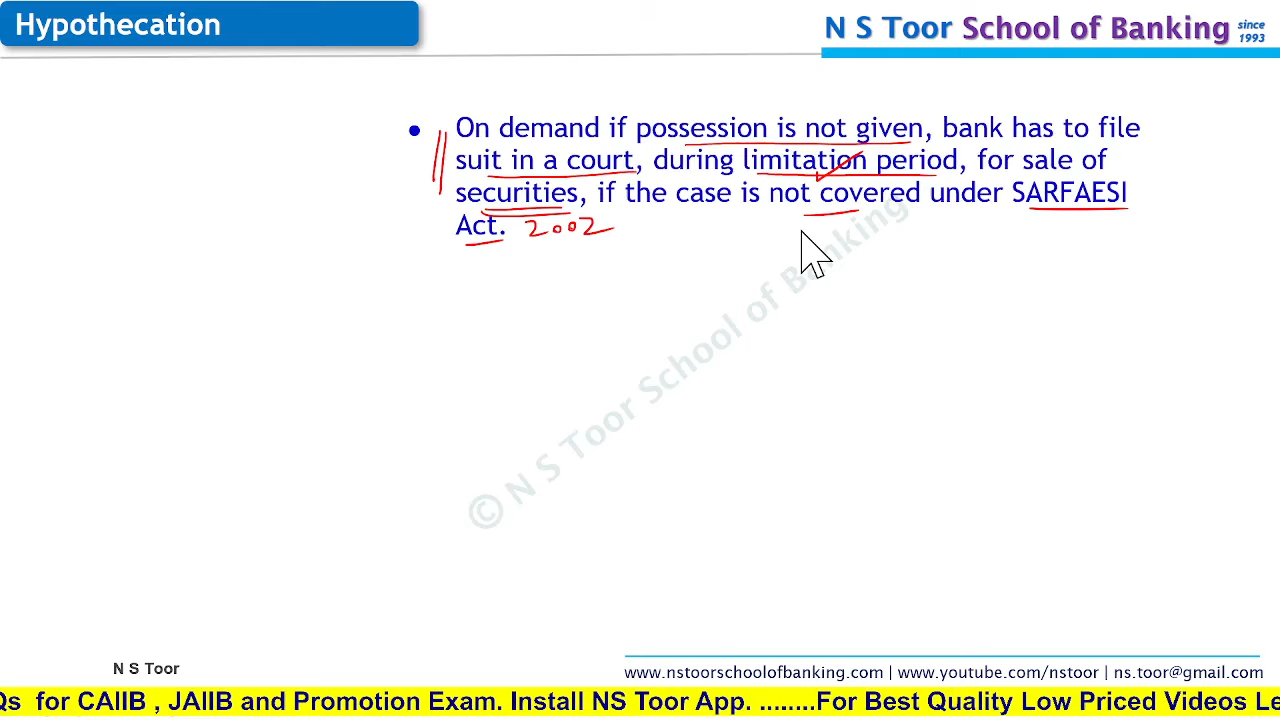 Hypothecation
N S Toor School of Banking since 1993
• On demand if possession is not given, bank has to file
suit in a court, during limitation period, for sale of
securities, if the case is not covered under SARFAESI
Act. 2002
© N S Toor School of Banking
N S Toor
www.nstoorschoolofbanking.com | www.youtube.com/nstoor | ns.toor@gmail.com
Qs for CAIIB , JAIIB and Promotion Exam. Install NS Toor App. ........For Best Quality Low Priced Videos Le